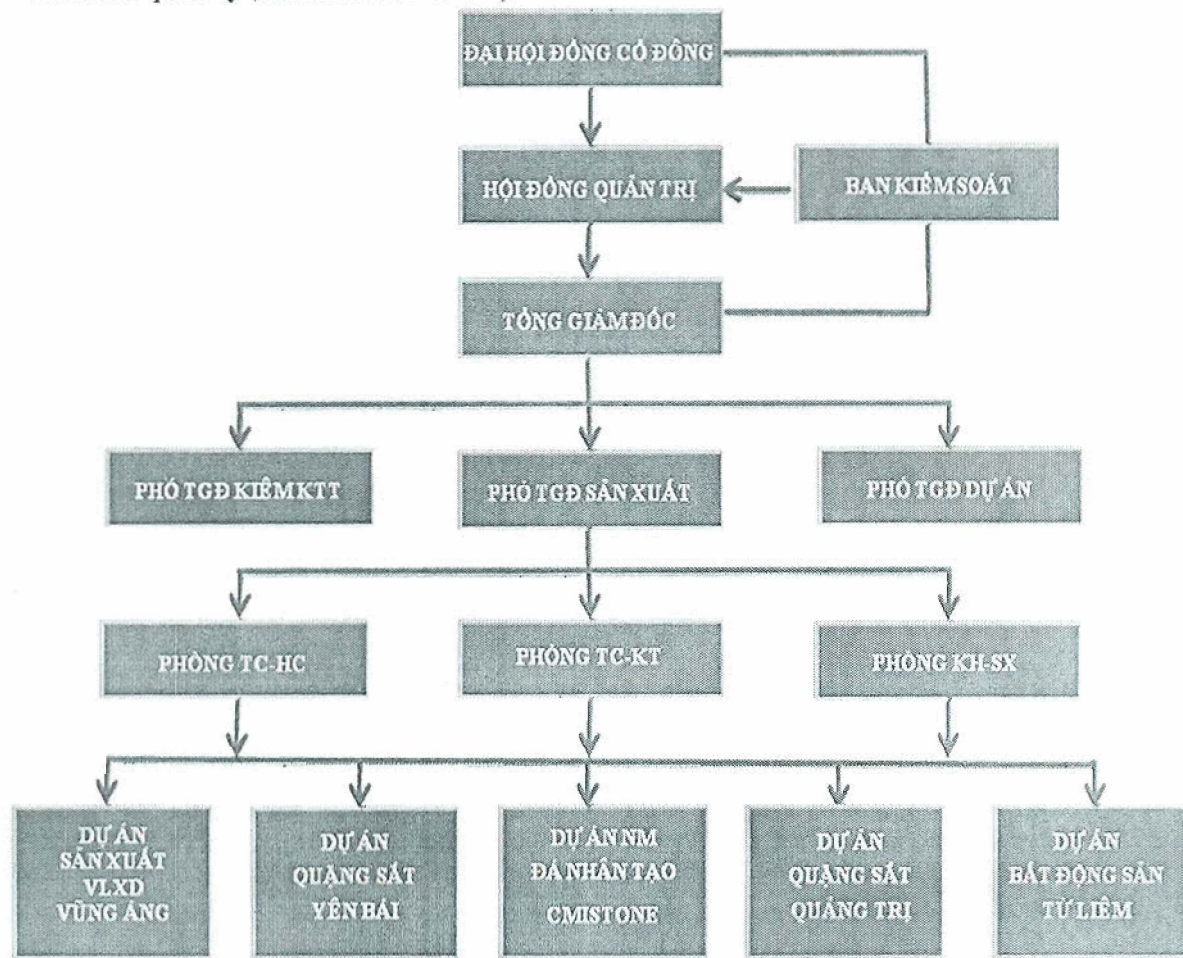 ĐẠI HỘI ĐỒNG CỔ ĐÔNG
HỘI ĐỒNG QUẢN TRỊ
BAN KIỂM SOÁT
TỔNG GIÁM ĐỐC
PHÓ TGĐ KIÊM KTT
PHÓ TGĐ SẢN XUẤT
PHÓ TGĐ DỰ ÁN
PHÒNG TC-HC
PHÒNG TC-KT
PHÒNG KH-SX
DỰ ÁN
SẢN XUẤT
VLXD
VŨNG ÁNG
DỰ ÁN
QUẶNG SẮT
YÊN BÁI
DỰ ÁN NM
ĐÁ NHÂN TẠO
CMISTONE
DỰ ÁN
QUẶNG SẮT
QUẢNG TRỊ
DỰ ÁN
BẤT ĐỘNG SẢN
TỪ LIÊM